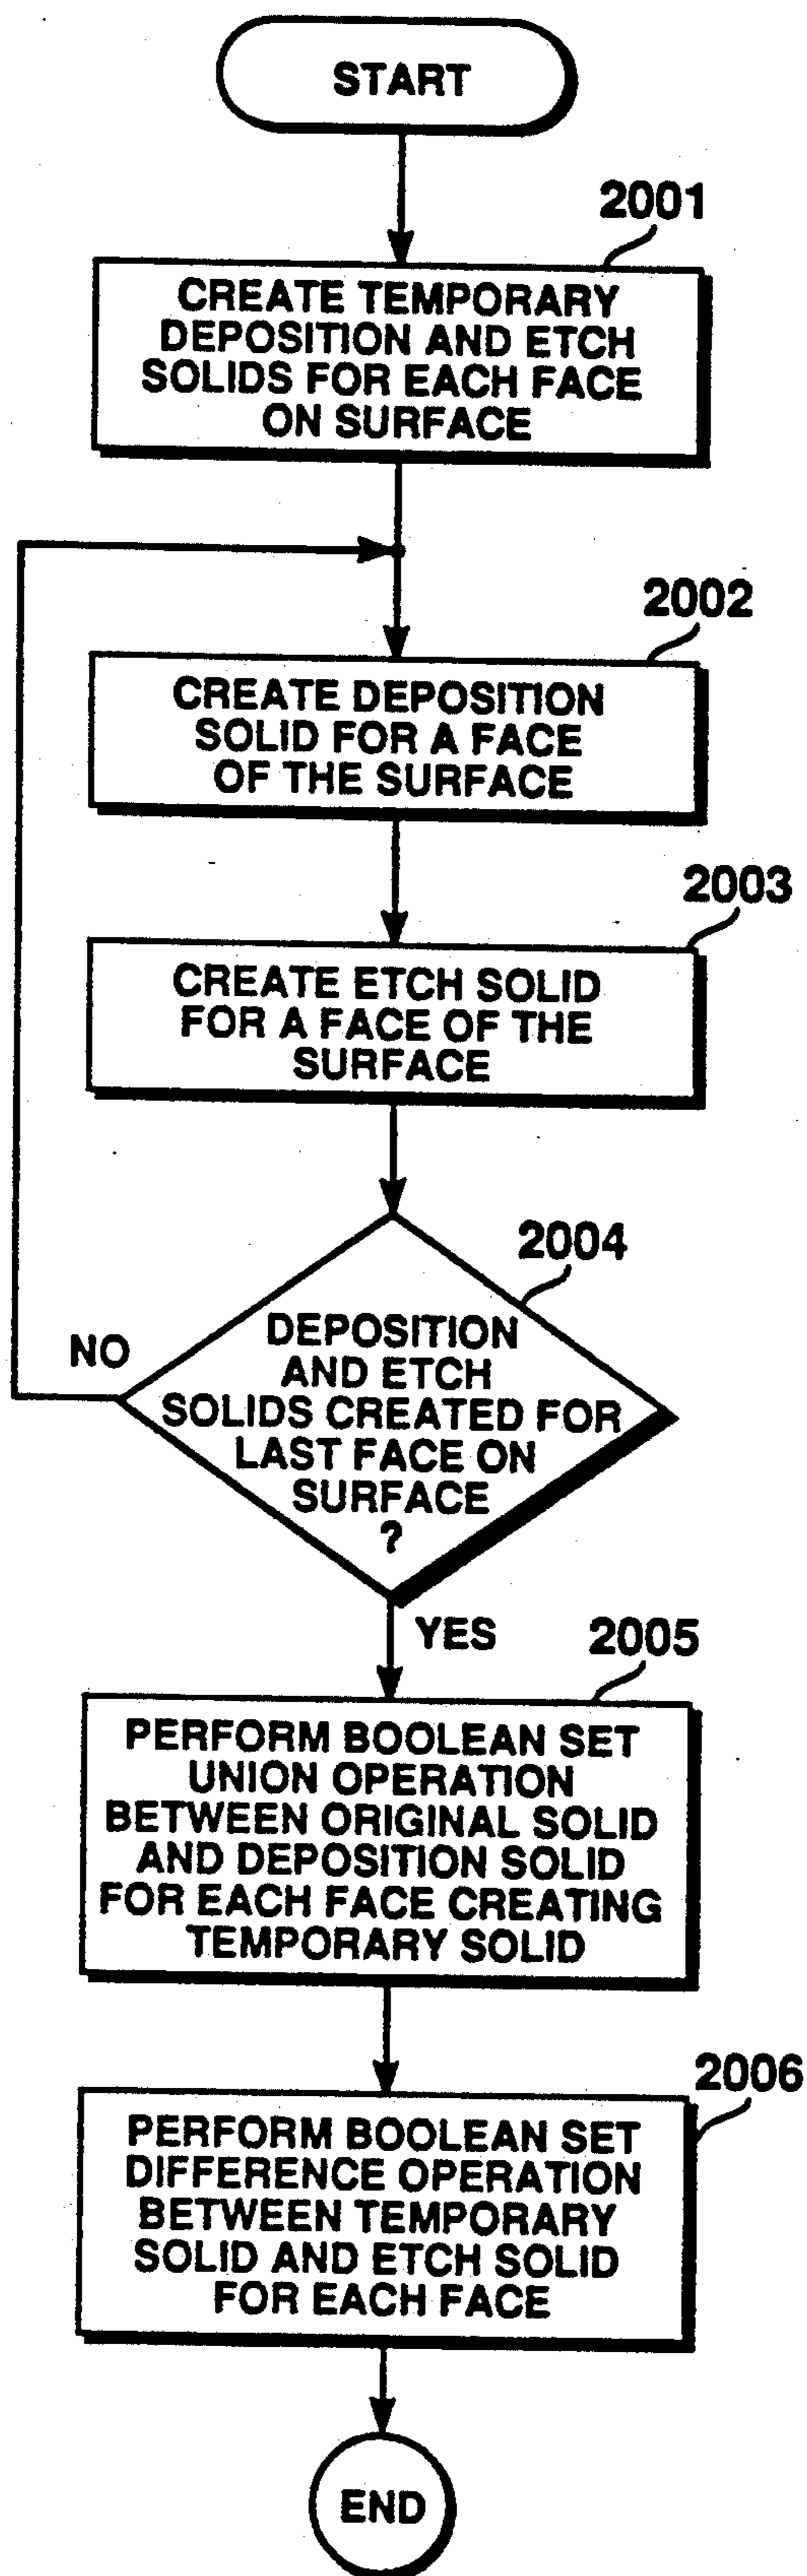 START
2001
CREATE TEMPORARY
DEPOSITION AND ETCH
SOLIDS FOR EACH FACE
ON SURFACE
2002
CREATE DEPOSITION
SOLID FOR A FACE
OF THE SURFACE
2003
CREATE ETCH SOLID
FOR A FACE OF THE
SURFACE
2004
DEPOSITION
AND ETCH
SOLIDS CREATED FOR
LAST FACE ON
SURFACE
?
NO
YES
2005
PERFORM BOOLEAN SET
UNION OPERATION
BETWEEN ORIGINAL SOLID
AND DEPOSITION SOLID
FOR EACH FACE CREATING
TEMPORARY SOLID
2006
PERFORM BOOLEAN SET
DIFFERENCE OPERATION
BETWEEN TEMPORARY
SOLID AND ETCH SOLID
FOR EACH FACE
END